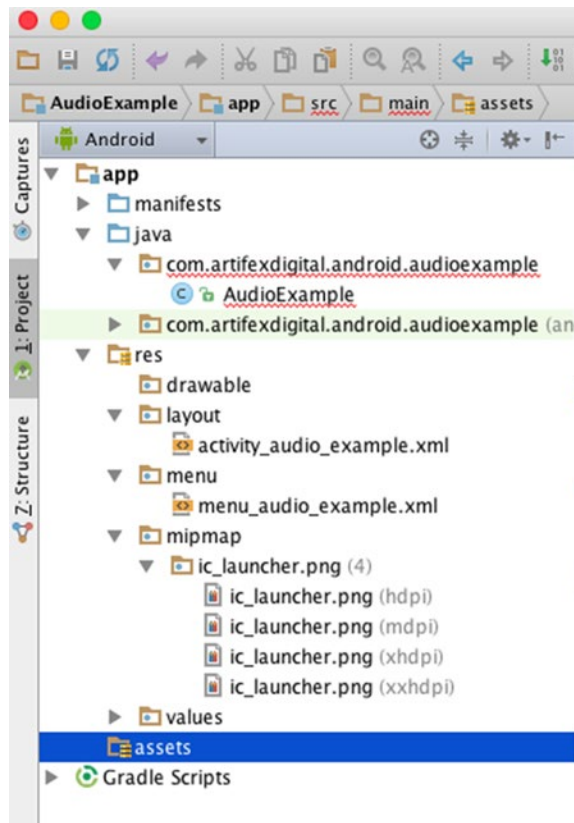 AudioExample app src main assets
Android
Captures
1: Project
Z: Structure
app
manifests
java
com.artifexdigital.android.audioexample
C AudioExample
com.artifexdigital.android.audioexample (an
res
drawable
layout
activity_audio_example.xml
menu
menu_audio_example.xml
mipmap
ic_launcher.png (4)
ic_launcher.png (hdpi)
ic_launcher.png (mdpi)
ic_launcher.png (xhdpi)
ic_launcher.png (xxhdpi)
values
assets
Gradle Scripts